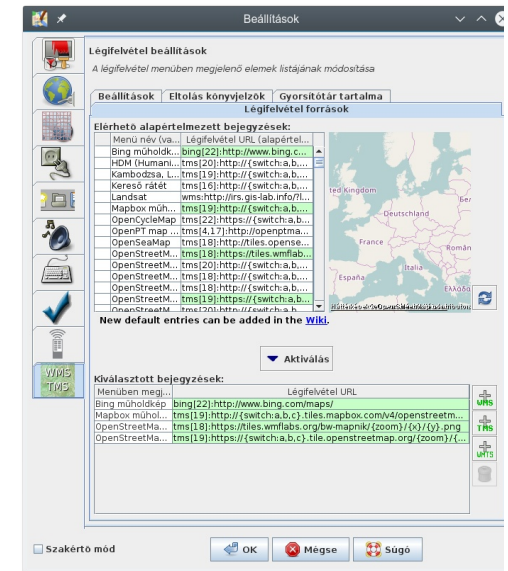 Beállítások
Légifelvétel beállítások
A légifelvétel menüben megjelenő elemek listájának módosítása
Beállítások Eltolás könyvjelzők Gyorsítótár tartalma
Légifelvétel források
Elérhető alapértelmezett bejegyzések:
Menü név (va... Légifelvétel URL (alapértel...
Bing műholdk... bing[22]:http://www.bing.c...
HDM (Humani... tms[20]:http://{switch:a,b,...
Kambodzsa, L... tms[19]:http://{switch:a,b,...
Kereső rátét tms[16]:http://{switch:a,b,...
Landsat wms:http://irs.gis-lab.info/?l...
Mapbox műh... tms[19]:http://{switch:a,b,...
OpenCycleMap tms[22]:https://{switch:a,b...
OpenPT map ... tms[4,17]:http://openptma...
OpenSeaMap tms[18]:http://tiles.opense...
OpenStreetM... tms[18]:https://tiles.wmflab...
OpenStreetM... tms[20]:http://{switch:a,b,...
OpenStreetM... tms[18]:http://{switch:a,b,...
OpenStreetM... tms[18]:http://{switch:a,b,...
OpenStreetM... tms[19]:https://{switch:a,b...
OpenStreetM... tms[20]:http://{switch:a,b
ted Kingdom
Deutschland
France
Román
Italia
España
Ελλάδα
New default entries can be added in the Wiki.
Aktiválás
Kiválasztott bejegyzések:
Menüben megj... Légifelvétel URL
Bing műholdkép bing[22]:http://www.bing.com/maps/
Mapbox műhol... tms[19]:http://{switch:a,b,c}.tiles.mapbox.com/v4/openstreetm...
OpenStreetMa... tms[18]:https://tiles.wmflabs.org/bw-mapnik/{zoom}/{x}/{y}.png
OpenStreetMa... tms[19]:https://{switch:a,b,c}.tile.openstreetmap.org/{zoom}/{...
WMS
TMS
WMTS
WMS
TMS
Szakértő mód
OK
Mégse
Súgó